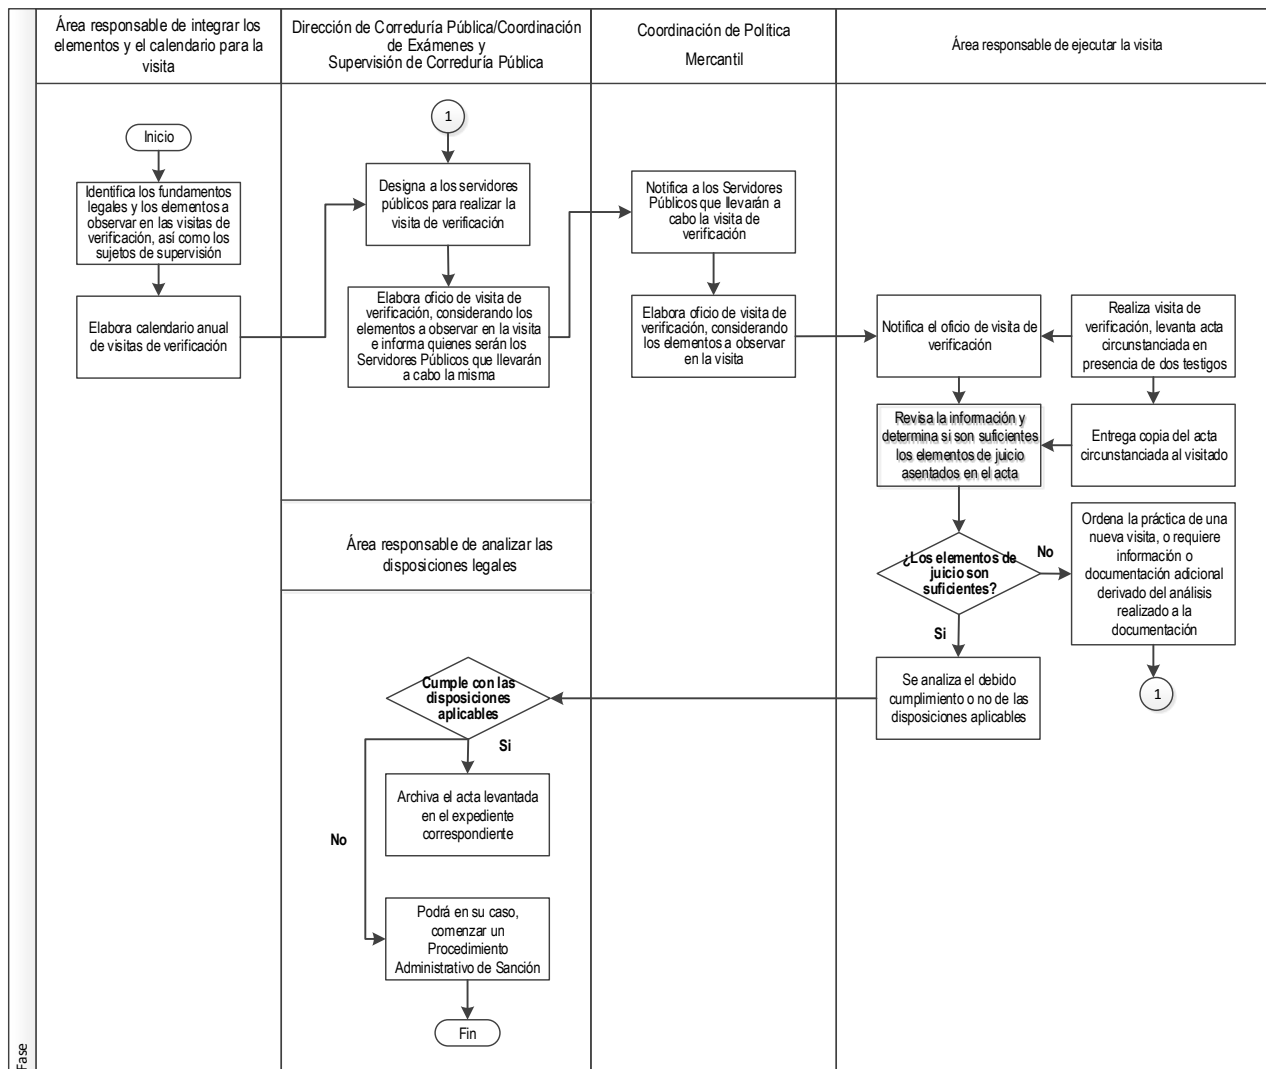 Área responsable de integrar los
elementos y el calendario para la
visita
Dirección de Correduría Pública/Coordinación
de Exámenes y
Supervisión de Correduría Pública
Coordinación de Política
Mercantil
Área responsable de ejecutar la visita
Inicio
Identifica los fundamentos
legales y los elementos a
observar en las visitas de
verificación, así como los
sujetos de supervisión
Elabora calendario anual
de visitas de verificación
1
Designa a los servidores
públicos para realizar la
visita de verificación
Elabora oficio de visita de
verificación, considerando los
elementos a observar en la visita
e informa quienes serán los
Servidores Públicos que llevarán
a cabo la misma
Notifica a los Servidores
Públicos que llevarán a
cabo la visita de
verificación
Elabora oficio de visita de
verificación, considerando
los elementos a observar
en la visita
Notifica el oficio de visita de
verificación
Realiza visita de
verificación, levanta acta
circunstanciada en
presencia de dos testigos
Revisa la información y
determina si son suficientes
los elementos de juicio
asentados en el acta
Entrega copia del acta
circunstanciada al visitado
¿Los elementos de
juicio son
suficientes?
No
Si
Ordena la práctica de una
nueva visita, o requiere
información o
documentación adicional
derivado del análisis
realizado a la
documentación
1
Se analiza el debido
cumplimiento o no de las
disposiciones aplicables
Área responsable de analizar las
disposiciones legales
Cumple con las
disposiciones
aplicables
Si
No
Archiva el acta levantada
en el expediente
correspondiente
Podrá en su caso,
comenzar un
Procedimiento
Administrativo de Sanción
Fin
Fase